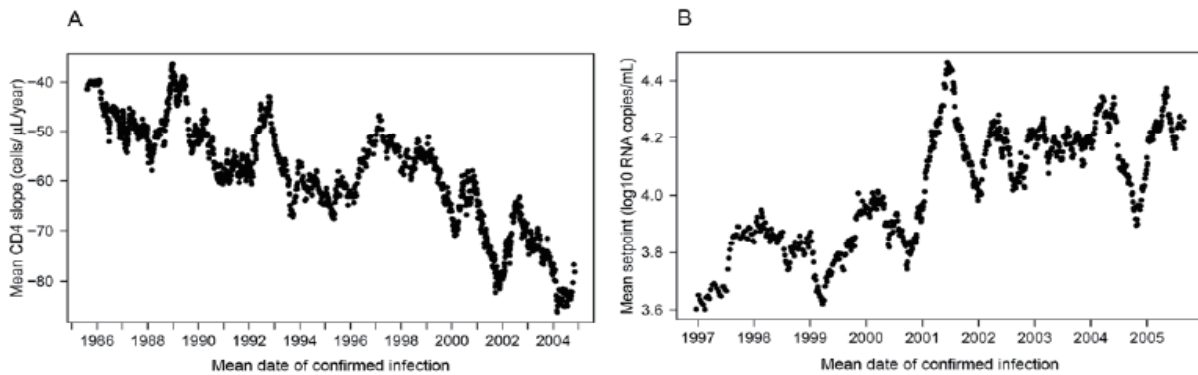 A
Mean CD4 slope (cells/ μL/year)
−40
−50
−60
−70
−80
1986 1988 1990 1992 1994 1996 1998 2000 2002 2004
Mean date of confirmed infection
B
Mean setpoint (log10 RNA copies/mL)
4.4
4.2
4.0
3.8
3.6
1997 1998 1999 2000 2001 2002 2003 2004 2005
Mean date of confirmed infection